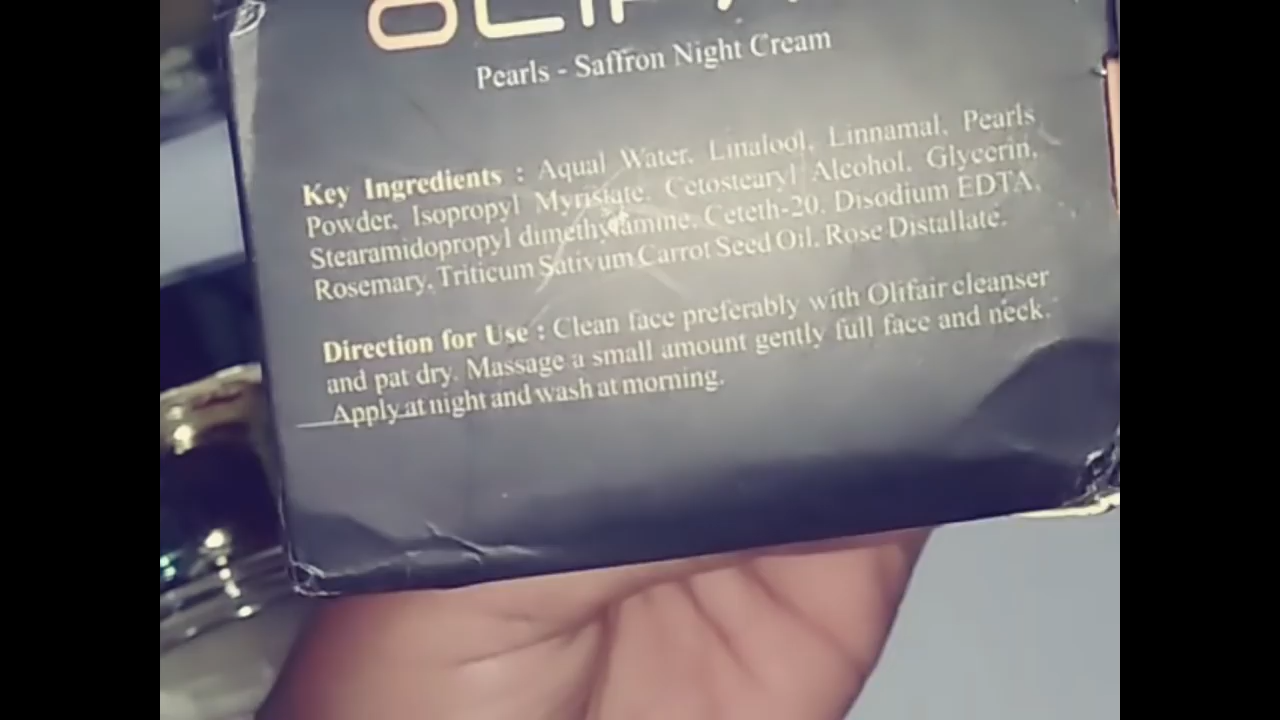 Pearls - Saffron Night Cream
Key Ingredients : Aqual Water, Linalool, Linnamal, Pearls
Powder, Isopropyl Myristate, Cetostearyl Alcohol, Glycerin,
Stearamidopropyl dimethylamine, Ceteth-20, Disodium EDTA,
Rosemary, Triticum Sativum Carrot Seed Oil, Rose Distallate.
Direction for Use : Clean face preferably with Olifair cleanser
and pat dry. Massage a small amount gently full face and neck.
Apply at night and wash at morning.